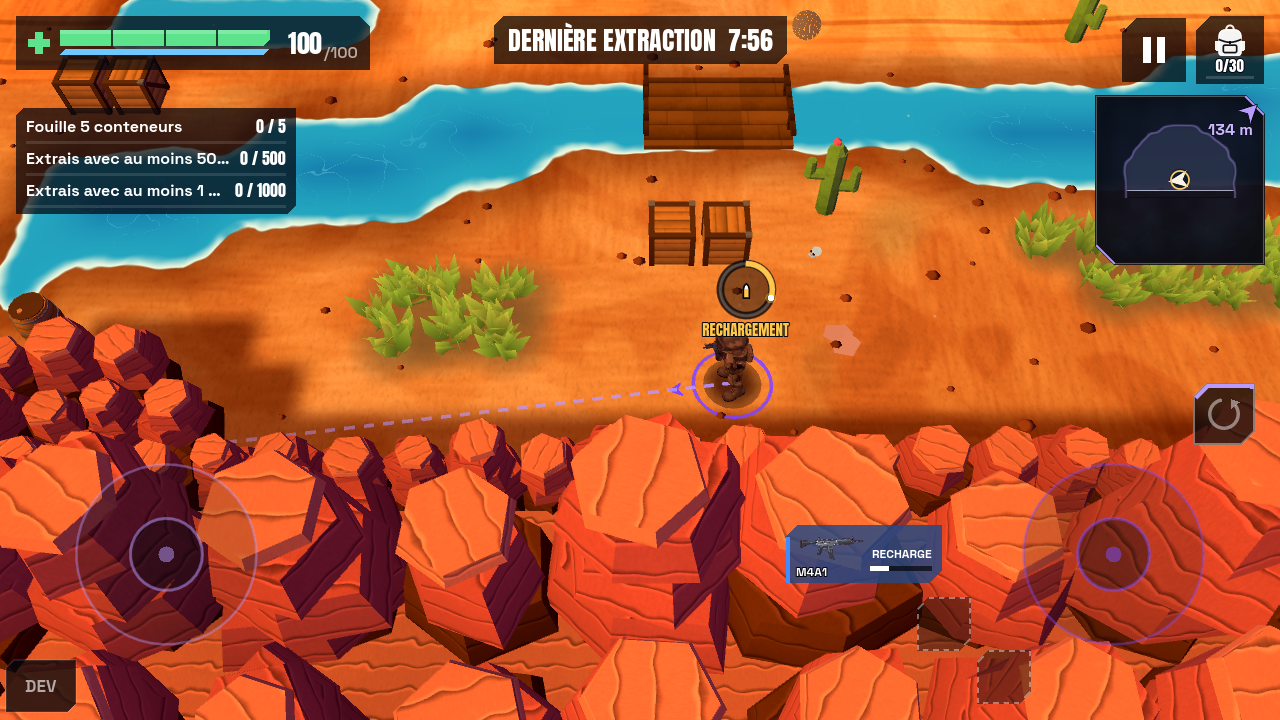 100/100
DERNIÈRE EXTRACTION 7:56
0/30
Fouille 5 conteneurs 0 / 5
Extrais avec au moins 50... 0 / 500
Extrais avec au moins 1 ... 0 / 1000
134 m
RECHARGEMENT
RECHARGE
M4A1
DEV